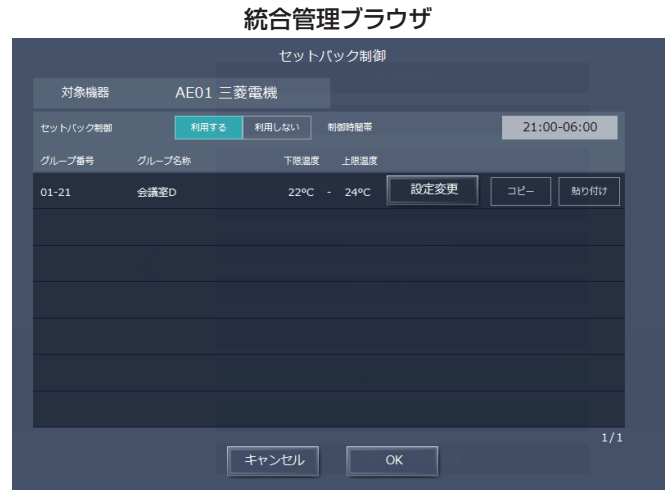 統合管理ブラウザ
セットバック制御
対象機器 AE01 三菱電機
セットバック制御 利用する 利用しない 制御時間帯 21:00-06:00
グループ番号 グループ名称 下限温度 上限温度
01-21 会議室D 22℃ - 24℃ 設定変更 コピー 貼り付け
1/1
キャンセル OK